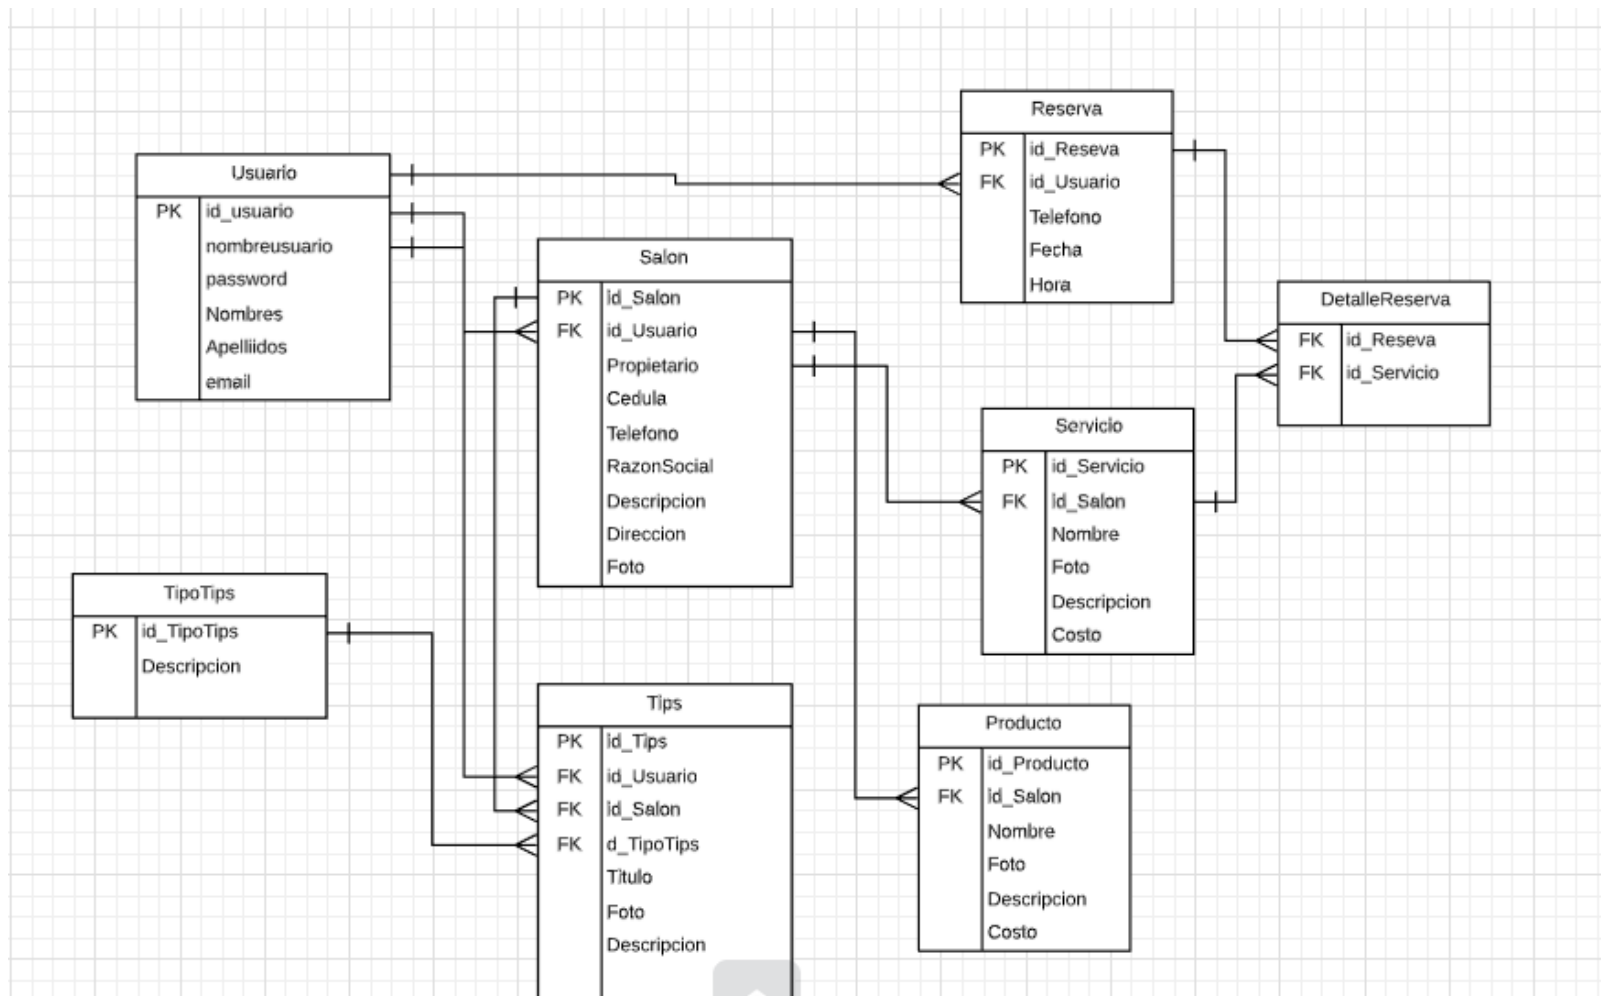 Usuario
PK id_usuario
nombreusuario
password
Nombres
Apelliidos
email
Reserva
PK id_Reseva
FK id_Usuario
Telefono
Fecha
Hora
Salon
PK id_Salon
FK id_Usuario
Propietario
Cedula
Telefono
RazonSocial
Descripcion
Direccion
Foto
DetalleReserva
FK id_Reseva
FK id_Servicio
Servicio
PK id_Servicio
FK id_Salon
Nombre
Foto
Descripcion
Costo
TipoTips
PK id_TipoTips
Descripcion
Tips
PK id_Tips
FK id_Usuario
FK id_Salon
FK d_TipoTips
Titulo
Foto
Descripcion
Producto
PK id_Producto
FK id_Salon
Nombre
Foto
Descripcion
Costo